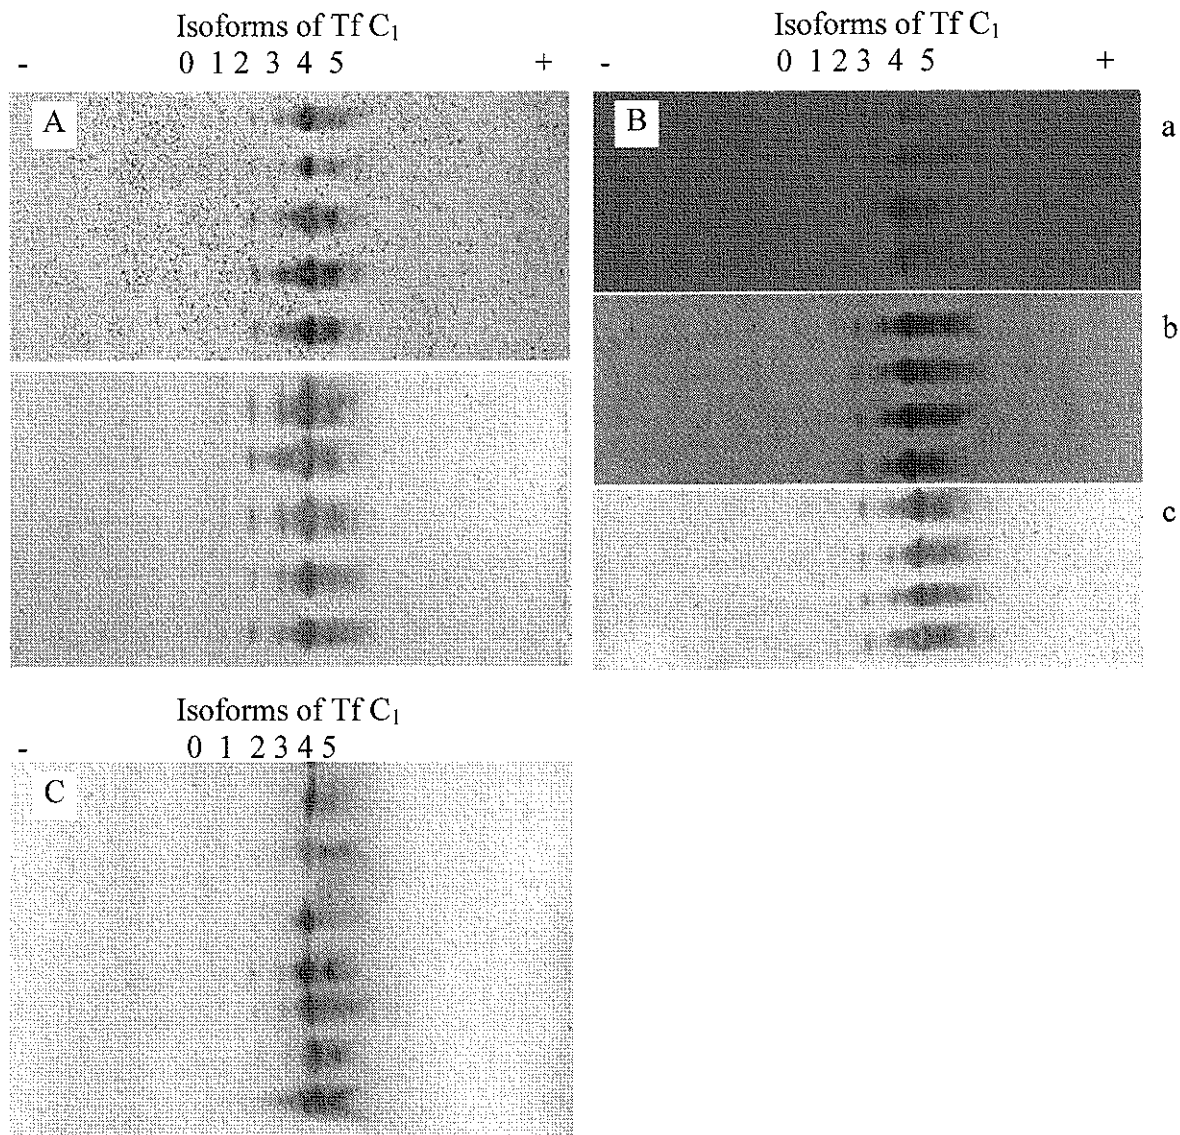 Isoforms of Tf C₁
- 0 1 2 3 4 5 +
A
Isoforms of Tf C₁
- 0 1 2 3 4 5 +
B
a
b
c
Isoforms of Tf C₁
- 0 1 2 3 4 5
C